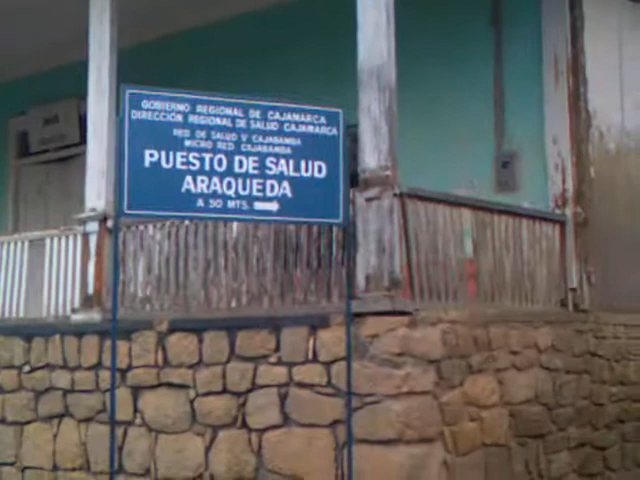 GOBIERNO REGIONAL DE CAJAMARCA
DIRECCIÓN REGIONAL DE SALUD CAJAMARCA
RED DE SALUD V CAJABAMBA
MICRO RED CAJABAMBA
PUESTO DE SALUD
ARAQUEDA
A 50 MTS.